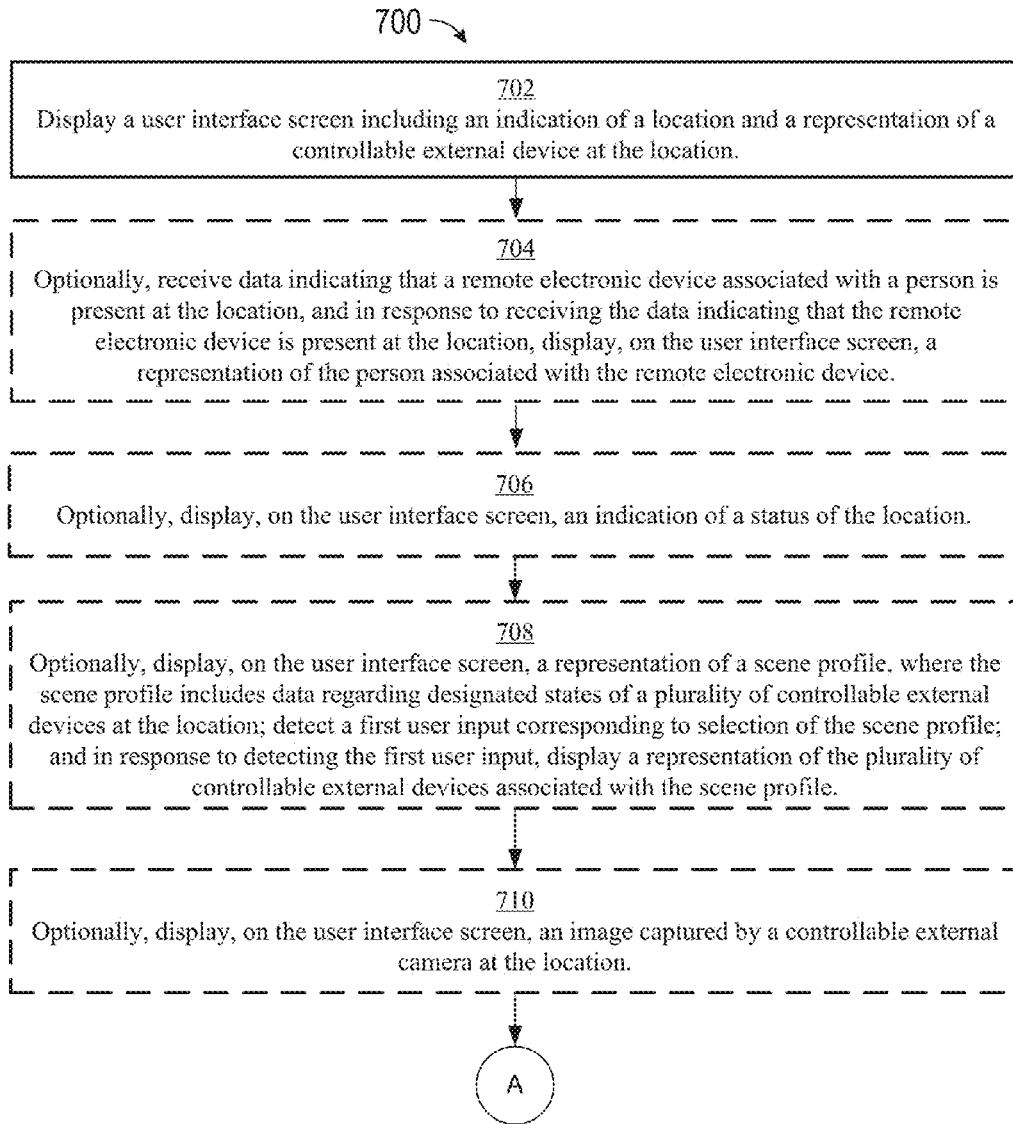 700
702
Display a user interface screen including an indication of a location and a representation of a
controllable external device at the location.
704
Optionally, receive data indicating that a remote electronic device associated with a person is
present at the location, and in response to receiving the data indicating that the remote
electronic device is present at the location, display, on the user interface screen, a
representation of the person associated with the remote electronic device.
706
Optionally, display, on the user interface screen, an indication of a status of the location.
708
Optionally, display, on the user interface screen, a representation of a scene profile, where the
scene profile includes data regarding designated states of a plurality of controllable external
devices at the location; detect a first user input corresponding to selection of the scene profile;
and in response to detecting the first user input, display a representation of the plurality of
controllable external devices associated with the scene profile.
710
Optionally, display, on the user interface screen, an image captured by a controllable external
camera at the location.
A